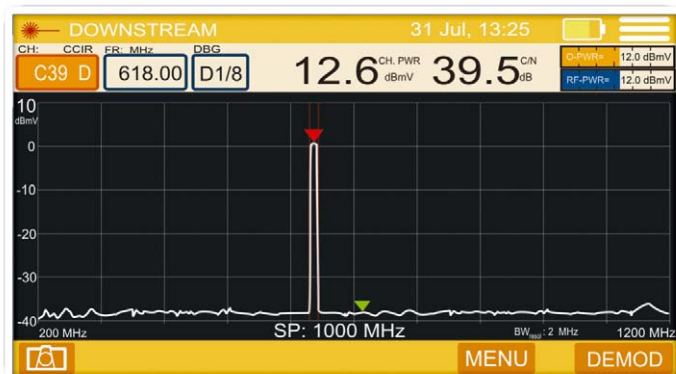 DOWNSTREAM 31 Jul, 13:25
CH: CCIR FR: MHz DBG
C39 D 618.00 D1/8 12.6 CH. PWR dBmV 39.5 C/N dB
O-PWR= 12.0 dBmV
RF-PWR= 12.0 dBmV
10
dBmV
0
-10
-20
-30
-40
200 MHz SP: 1000 MHz BWresol: 2 MHz 1200 MHz
MENU DEMOD